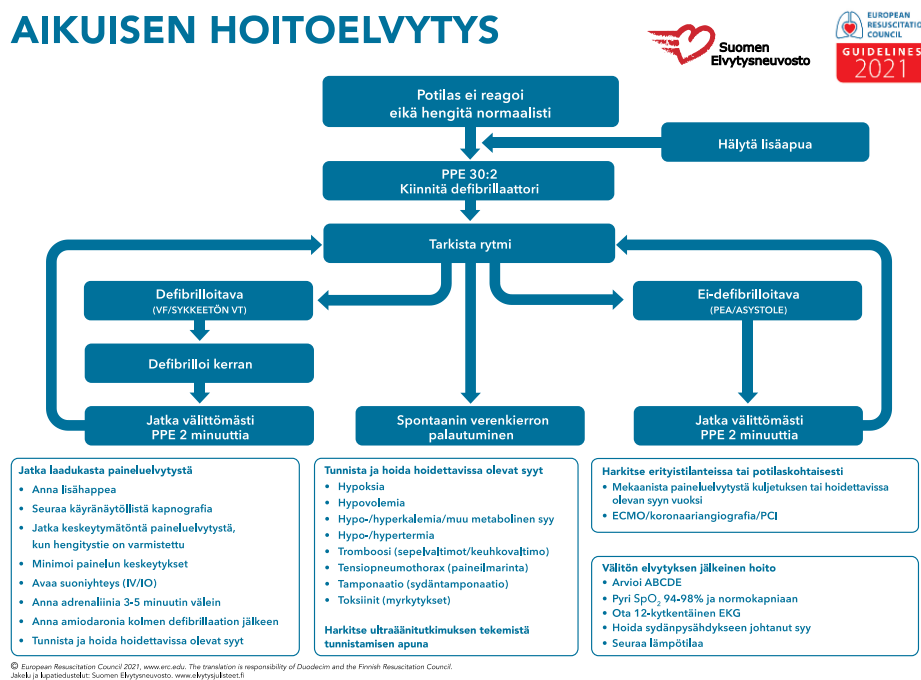 AIKUISEN HOITOELVYTYS
Suomen
Elvytysneuvosto
EUROPEAN
RESUSCITATION
COUNCIL
GUIDELINES
2021
Potilas ei reagoi
eikä hengitä normaalisti
Hälytä lisäapua
PPE 30:2
Kiinnitä defibrillaattori
Tarkista rytmi
Defibrilloitava
(VF/SYKKEETÖN VT)
Ei-defibrilloitava
(PEA/ASYSTOLE)
Defibrilloi kerran
Jatka välittömästi
PPE 2 minuuttia
Spontaanin verenkierron
palautuminen
Jatka välittömästi
PPE 2 minuuttia
Jatka laadukasta paineluelvytystä
• Anna lisähappea
• Seuraa käyränäytöllistä kapnografia
• Jatka keskeytymätöntä paineluelvytystä,
kun hengitystie on varmistettu
• Minimoi painelun keskeytykset
• Avaa suoniyhteys (IV/IO)
• Anna adrenaliinia 3-5 minuutin välein
• Anna amiodaronia kolmen defibrillaation jälkeen
• Tunnista ja hoida hoidettavissa olevat syyt
Tunnista ja hoida hoidettavissa olevat syyt
• Hypoksia
• Hypovolemia
• Hypo-/hyperkalemia/muu metabolinen syy
• Hypo-/hypertermia
• Tromboosi (sepelvaltimot/keuhkovaltimo)
• Tensiopneumothorax (paineilmarinta)
• Tamponaatio (sydäntamponaatio)
• Toksiinit (myrkytykset)
Harkitse ultraäänitutkimuksen tekemistä
tunnistamisen apuna
Harkitse erityistilanteissa tai potilaskohtaisesti
• Mekaanista paineluelvytystä kuljetuksen tai hoidettavissa
olevan syyn vuoksi
• ECMO/koronaariangiografia/PCI
Välitön elvytyksen jälkeinen hoito
• Arvioi ABCDE
• Pyri SpO₂ 94-98% ja normokapniaan
• Ota 12-kytkentäinen EKG
• Hoida sydänpysähdykseen johtanut syy
• Seuraa lämpötilaa
© European Resuscitation Council 2021, www.erc.edu. The translation is responsibility of Duodecim and the Finnish Resuscitation Council.
Jakelu ja lupatiedustelut: Suomen Elvytysneuvosto. www.elvytysjulisteet.fi